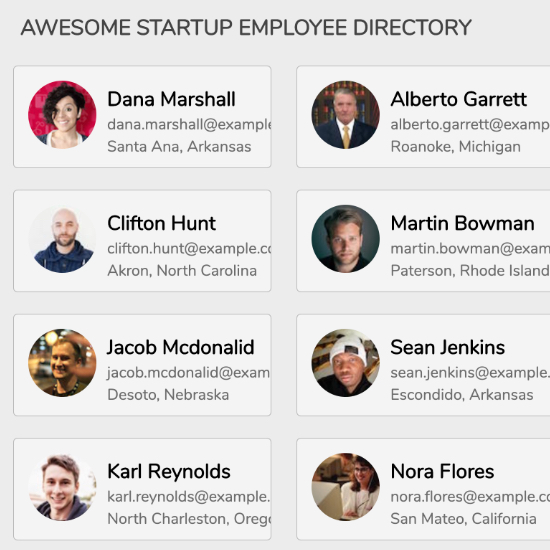 AWESOME STARTUP EMPLOYEE DIRECTORY
Dana Marshall
dana.marshall@example
Santa Ana, Arkansas
Alberto Garrett
alberto.garrett@examp
Roanoke, Michigan
Clifton Hunt
clifton.hunt@example.co
Akron, North Carolina
Martin Bowman
martin.bowman@exam
Paterson, Rhode Island
Jacob Mcdonalid
jacob.mcdonalid@exam
Desoto, Nebraska
Sean Jenkins
sean.jenkins@example.
Escondido, Arkansas
Karl Reynolds
karl.reynolds@example.
North Charleston, Orego
Nora Flores
nora.flores@example.co
San Mateo, California